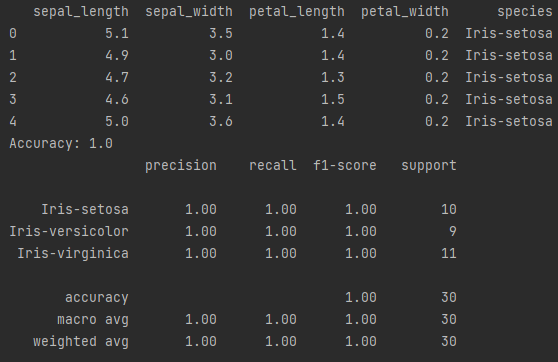 sepal_length  sepal_width  petal_length  petal_width      species
0           5.1          3.5           1.4          0.2  Iris-setosa
1           4.9          3.0           1.4          0.2  Iris-setosa
2           4.7          3.2           1.3          0.2  Iris-setosa
3           4.6          3.1           1.5          0.2  Iris-setosa
4           5.0          3.6           1.4          0.2  Iris-setosa
Accuracy: 1.0
                 precision    recall  f1-score   support
    Iris-setosa       1.00      1.00      1.00        10
Iris-versicolor       1.00      1.00      1.00         9
 Iris-virginica       1.00      1.00      1.00        11
       accuracy                           1.00        30
      macro avg       1.00      1.00      1.00        30
   weighted avg       1.00      1.00      1.00        30